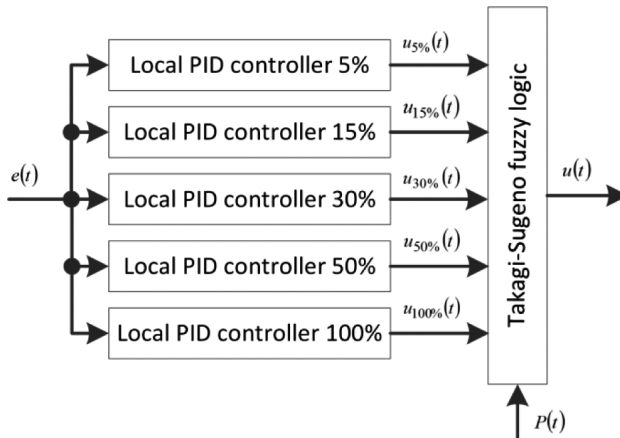 Local PID controller 5%
u5%(t)
Local PID controller 15%
u15%(t)
e(t)
Local PID controller 30%
u30%(t)
Local PID controller 50%
u50%(t)
Local PID controller 100%
u100%(t)
Takagi-Sugeno fuzzy logic
u(t)
P(t)